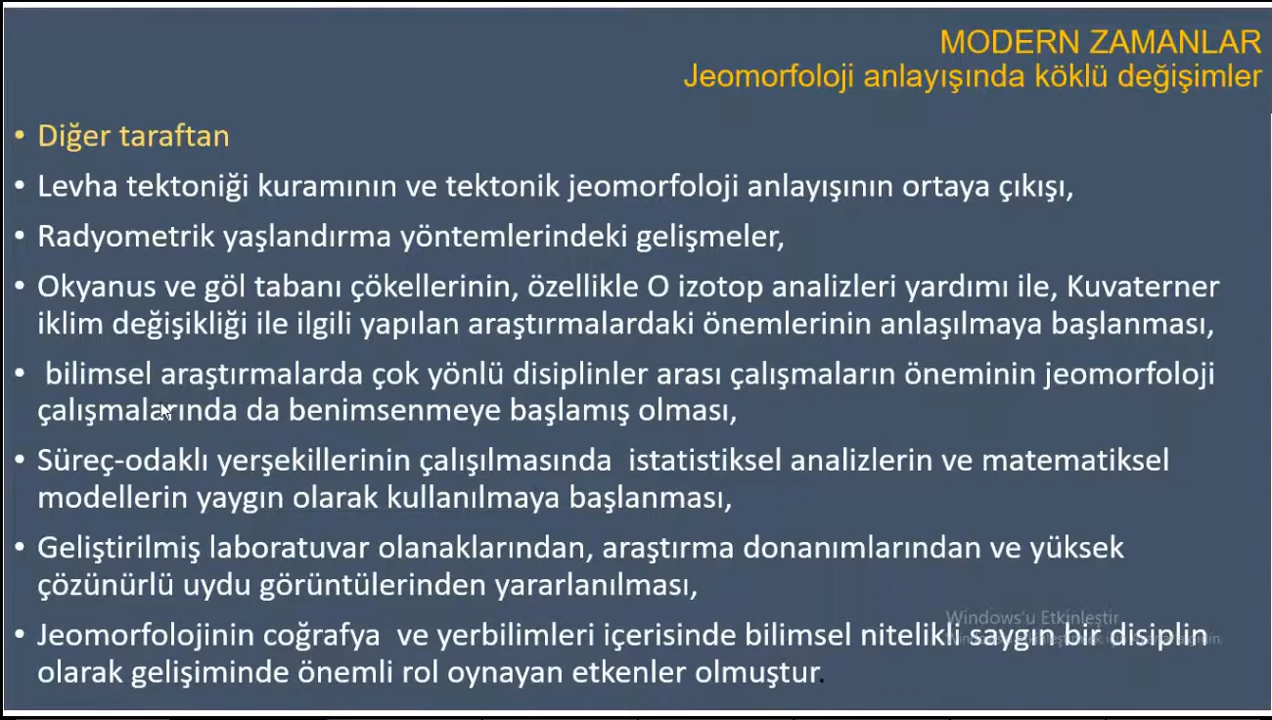 MODERN ZAMANLAR
Jeomorfoloji anlayışında köklü değişimler
• Diğer taraftan
• Levha tektoniği kuramının ve tektonik jeomorfoloji anlayışının ortaya çıkışı,
• Radyometrik yaşlandırma yöntemlerindeki gelişmeler,
• Okyanus ve göl tabanı çökellerinin, özellikle O izotop analizleri yardımı ile, Kuvaterner
iklim değişikliği ile ilgili yapılan araştırmalardaki önemlerinin anlaşılmaya başlanması,
• bilimsel araştırmalarda çok yönlü disiplinler arası çalışmaların öneminin jeomorfoloji
çalışmalarında da benimsenmeye başlamış olması,
• Süreç-odaklı yerşekillerinin çalışılmasında istatistiksel analizlerin ve matematiksel
modellerin yaygın olarak kullanılmaya başlanması,
• Geliştirilmiş laboratuvar olanaklarından, araştırma donanımlarından ve yüksek
çözünürlü uydu görüntülerinden yararlanılması,
Windows'u Etkinleştir
• Jeomorfolojinin coğrafya ve yerbilimleri içerisinde bilimsel nitelikli saygın bir disiplin
olarak gelişiminde önemli rol oynayan etkenler olmuştur.